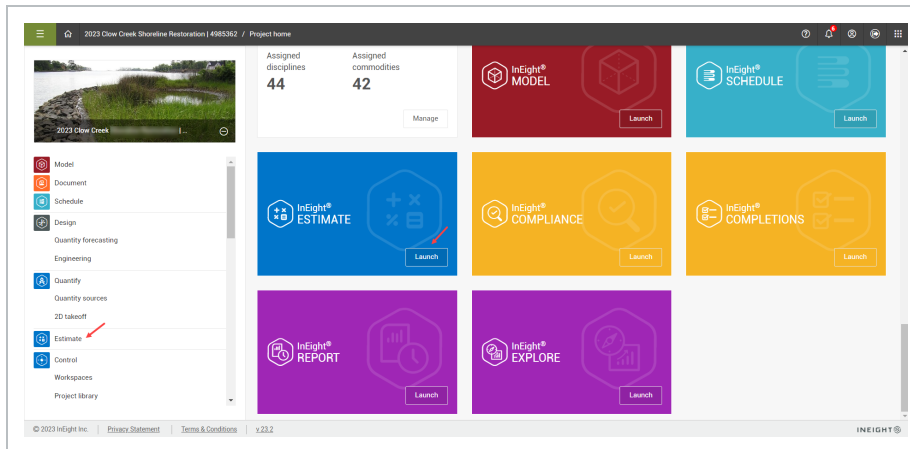 2023 Clow Creek Shoreline Restoration | 4985362 / Project home
6
Assigned disciplines
44
Assigned commodities
42
Manage
InEight® MODEL
Launch
InEight® SCHEDULE
Launch
2023 Clow Creek
| ...
Model
Document
Schedule
Design
Quantity forecasting
Engineering
Quantify
Quantity sources
2D takeoff
Estimate
Control
Workspaces
Project library
InEight® ESTIMATE
Launch
InEight® COMPLIANCE
Launch
InEight® COMPLETIONS
Launch
InEight® REPORT
Launch
InEight® EXPLORE
Launch
© 2023 InEight Inc. | Privacy Statement | Terms & Conditions | v 23.2
INEIGHT